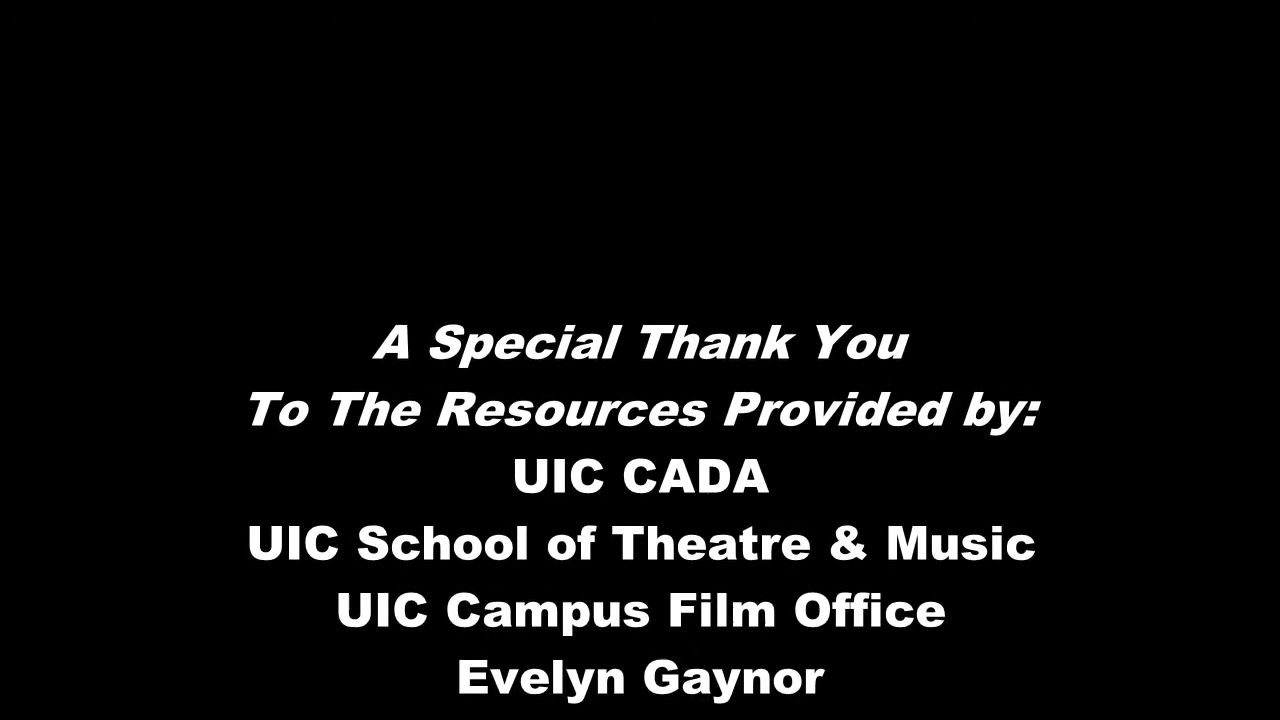 A Special Thank You
To The Resources Provided by:
UIC CADA
UIC School of Theatre & Music
UIC Campus Film Office
Evelyn Gaynor